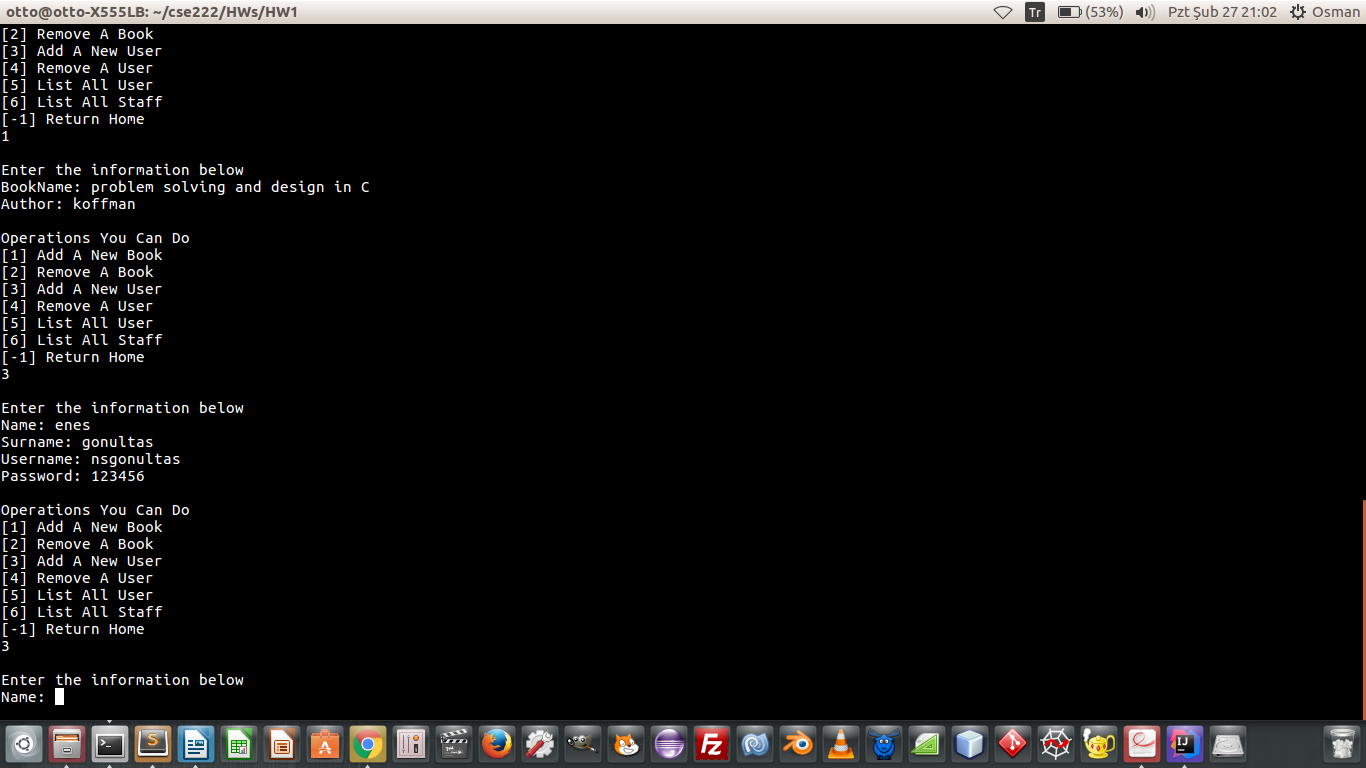 otto@otto-X555LB: ~/cse222/HWs/HW1
Tr
(53%)
Pzt Şub 27 21:02
Osman
[2] Remove A Book
[3] Add A New User
[4] Remove A User
[5] List All User
[6] List All Staff
[-1] Return Home
1
Enter the information below
BookName: problem solving and design in C
Author: koffman
Operations You Can Do
[1] Add A New Book
[2] Remove A Book
[3] Add A New User
[4] Remove A User
[5] List All User
[6] List All Staff
[-1] Return Home
3
Enter the information below
Name: enes
Surname: gonultas
Username: nsgonultas
Password: 123456
Operations You Can Do
[1] Add A New Book
[2] Remove A Book
[3] Add A New User
[4] Remove A User
[5] List All User
[6] List All Staff
[-1] Return Home
3
Enter the information below
Name: